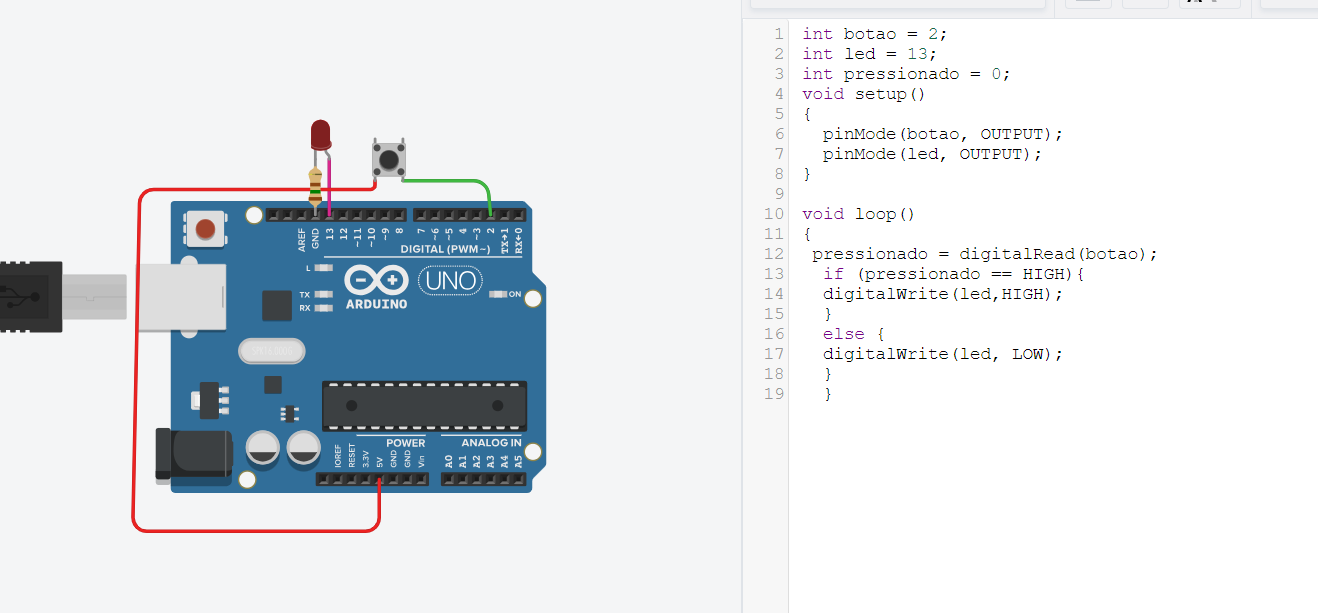 AREF
GND
13
12
~11
~10
~9
8
7
~6
~5
4
~3
2
TX→1
RX←0
DIGITAL (PWM~)
L
TX
RX
ARDUINO
UNO
ON
POWER
ANALOG IN
IOREF
RESET
3.3V
5V
GND
GND
Vin
A0
A1
A2
A3
A4
A5
1 int botao = 2;
2 int led = 13;
3 int pressionado = 0;
4 void setup()
5 {
6 pinMode(botao, OUTPUT);
7 pinMode(led, OUTPUT);
8 }
9
10 void loop()
11 {
12 pressionado = digitalRead(botao);
13 if (pressionado == HIGH){
14 digitalWrite(led,HIGH);
15 }
16 else {
17 digitalWrite(led, LOW);
18 }
19 }